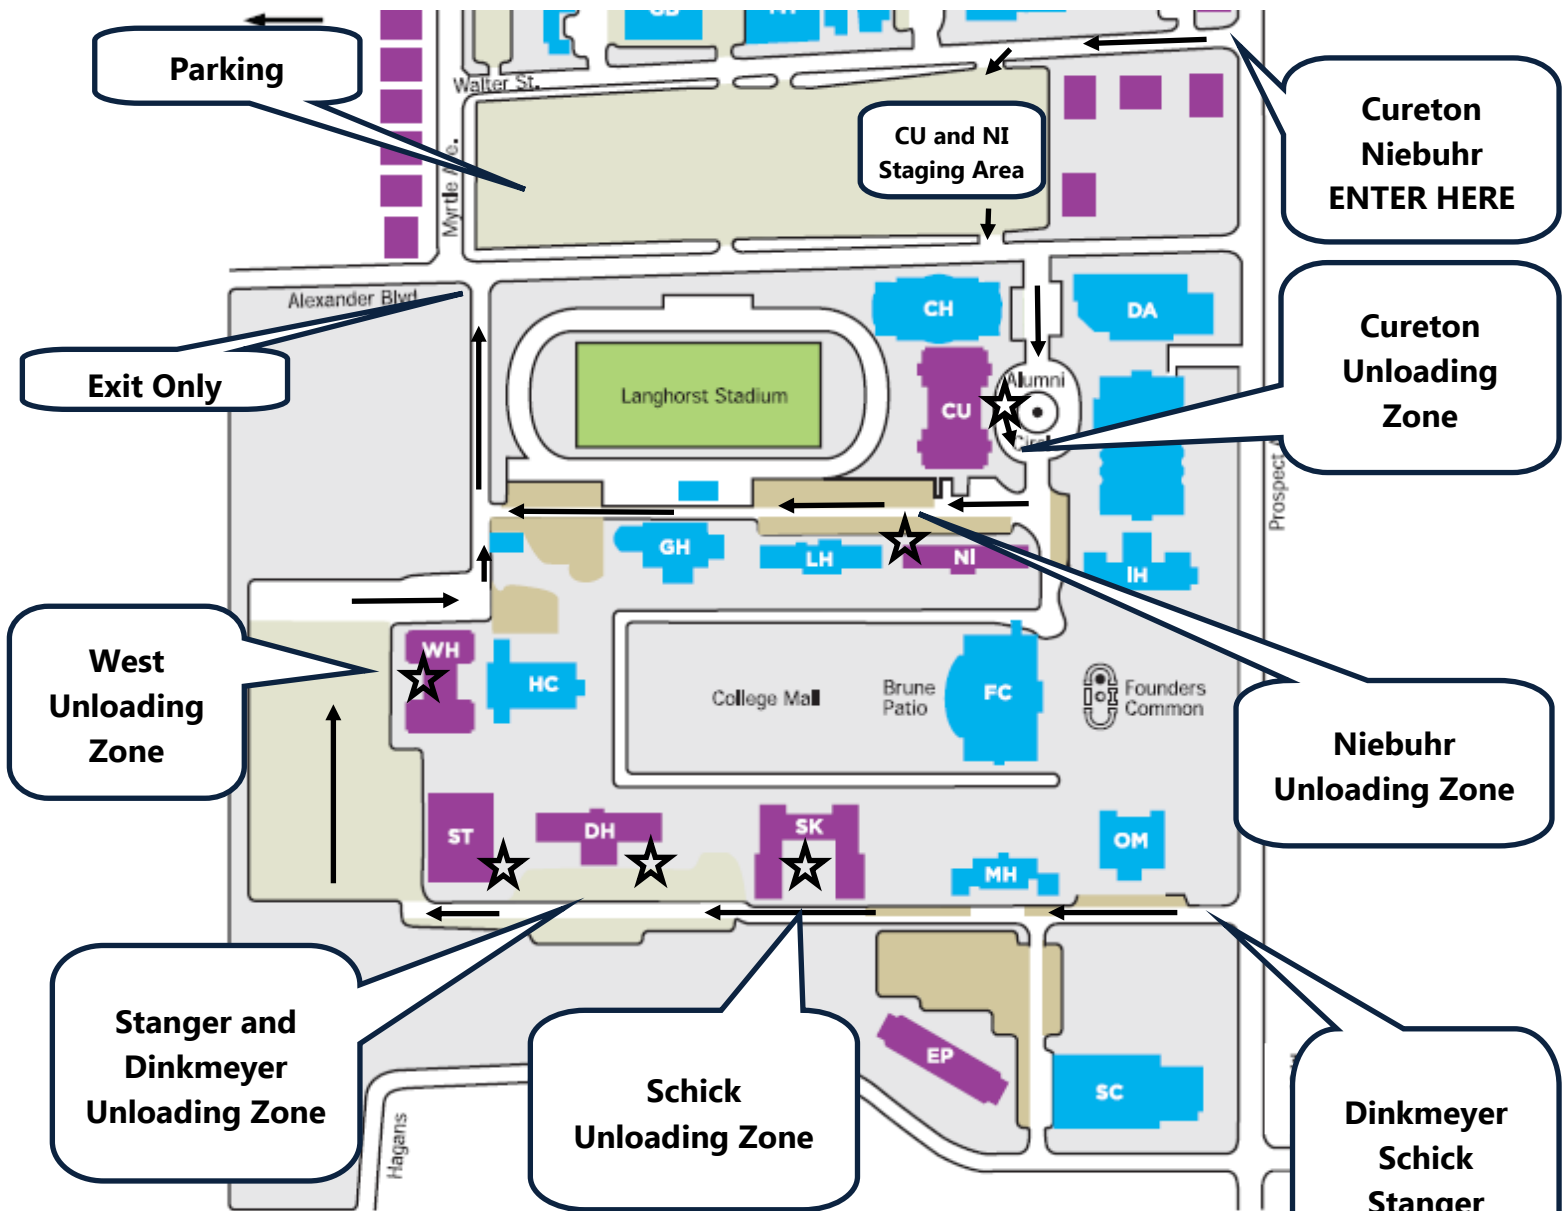 Parking
Walter St.
Myrtle Ave.
CU and NI
Staging Area
Cureton
Niebuhr
ENTER HERE
Alexander Blvd
Exit Only
CH
DA
Langhorst Stadium
CU
Alumni
Cureton
Unloading
Zone
Prospect
GH
LH
NI
IH
West
Unloading
Zone
WH
HC
College Mall
Brune
Patio
FC
Founders
Common
Niebuhr
Unloading Zone
ST
DH
SK
MH
OM
Stanger and
Dinkmeyer
Unloading Zone
Schick
Unloading Zone
EP
SC
Hagans
Dinkmeyer
Schick
Stanger